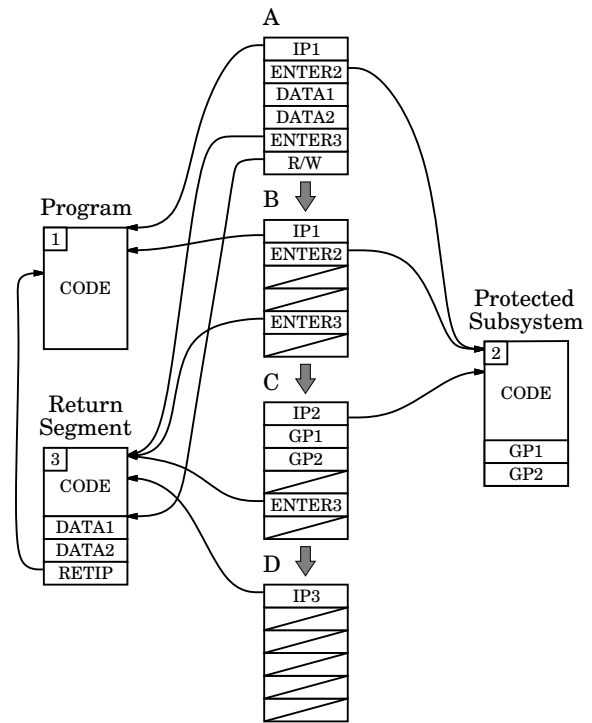 A
IP1
ENTER2
DATA1
DATA2
ENTER3
R/W
B
IP1
ENTER2
ENTER3
C
IP2
GP1
GP2
ENTER3
D
IP3
Program
1
CODE
Return
Segment
3
CODE
DATA1
DATA2
RETIP
Protected
Subsystem
2
CODE
GP1
GP2